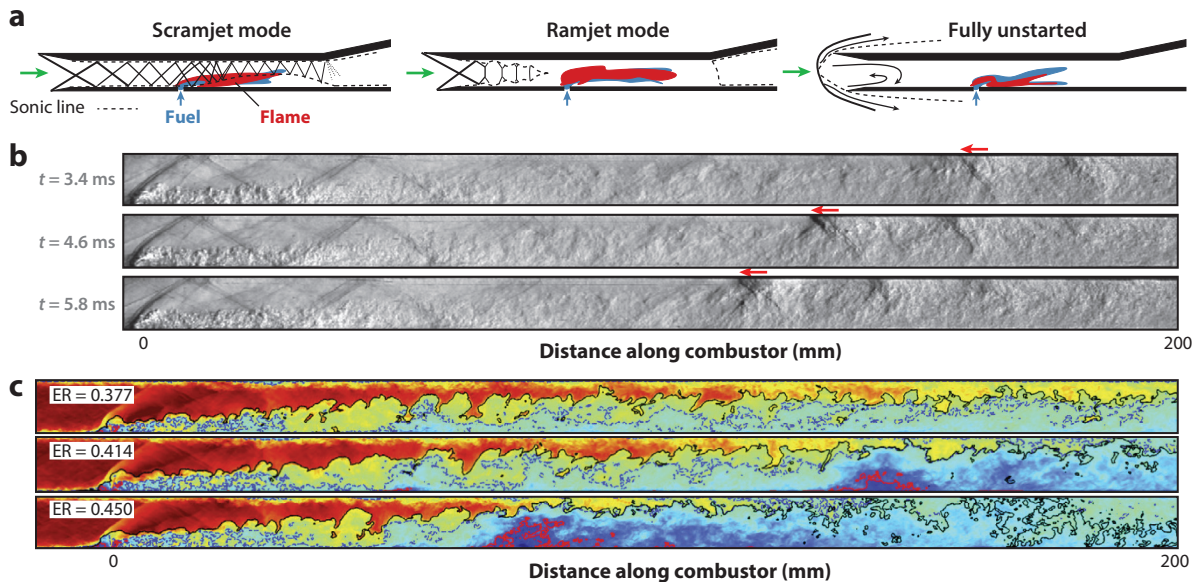 a
Scramjet mode
Ramjet mode
Fully unstarted
Sonic line
Fuel
Flame
b
t = 3.4 ms
t = 4.6 ms
t = 5.8 ms
0
Distance along combustor (mm)
200
c
ER = 0.377
ER = 0.414
ER = 0.450
0
Distance along combustor (mm)
200